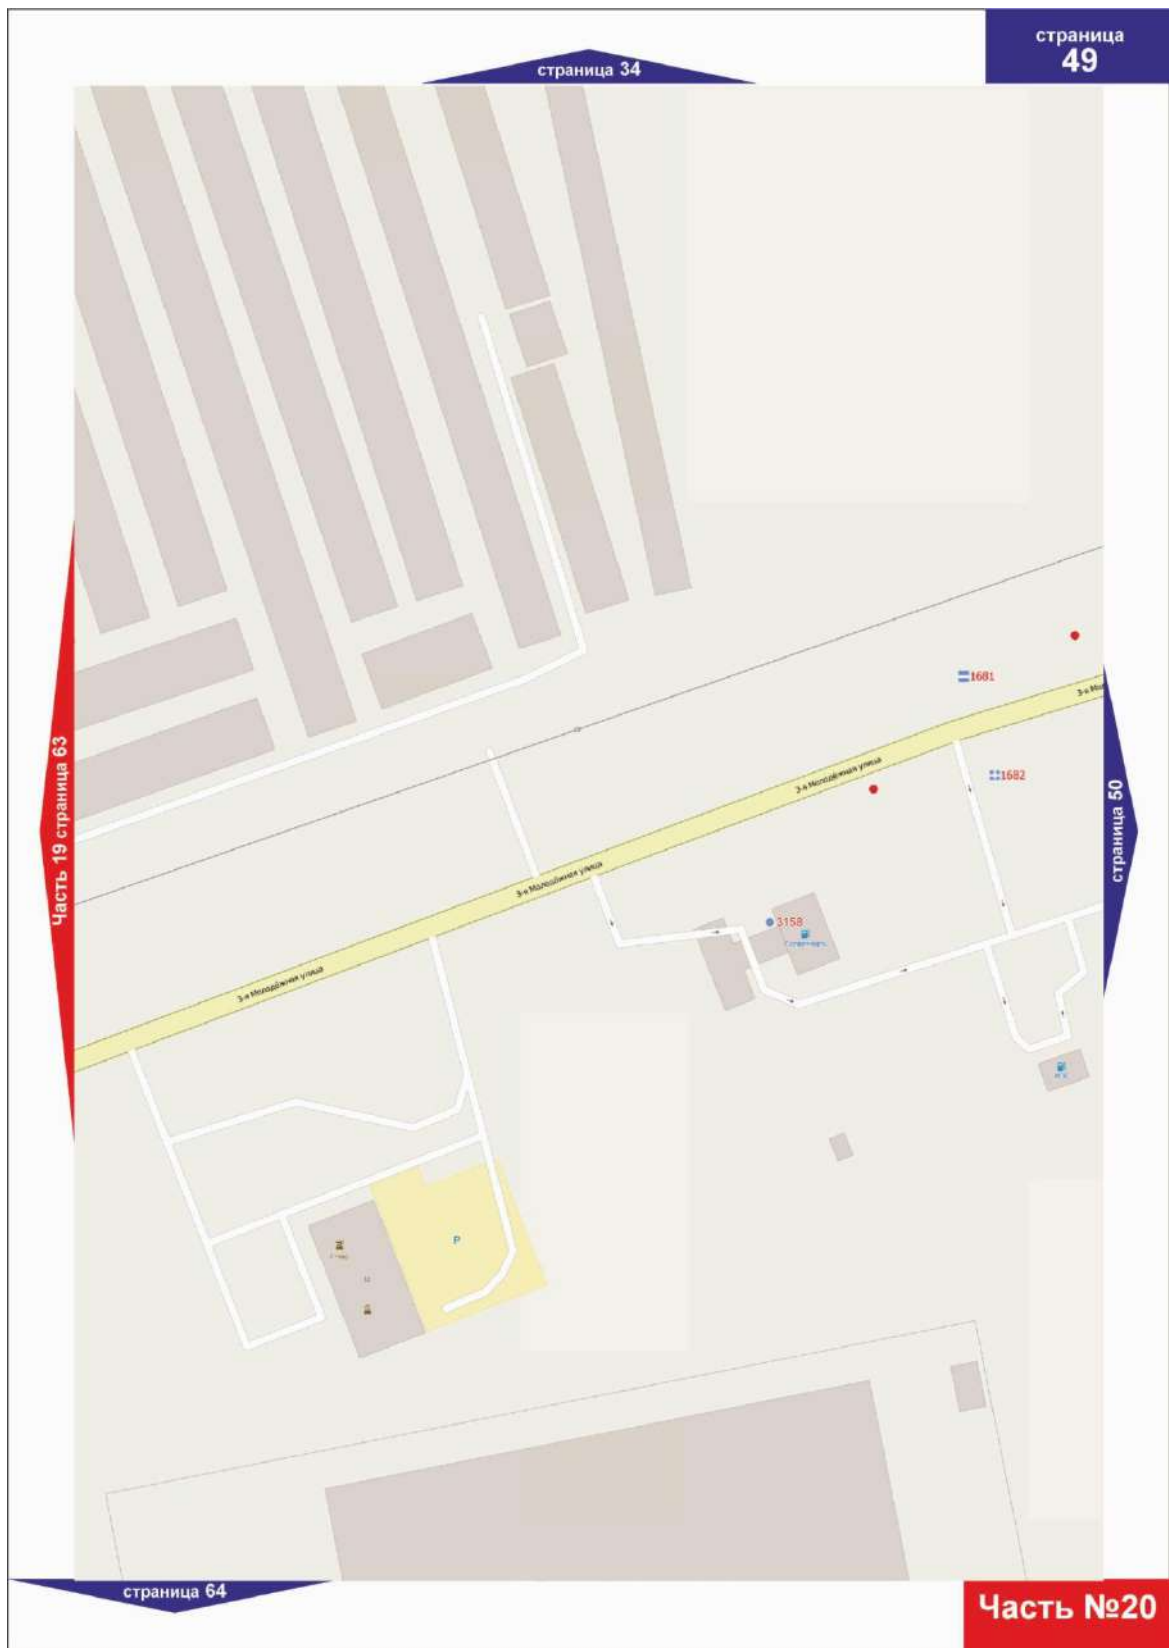 страница
49
страница 34
1681
3-я Мол
3-я Молодёжная улица
1682
страница 50
Часть 19 страница 63
3-я Молодёжная улица
3158
3-я Молодёжная улица
P
страница 64
Часть №20